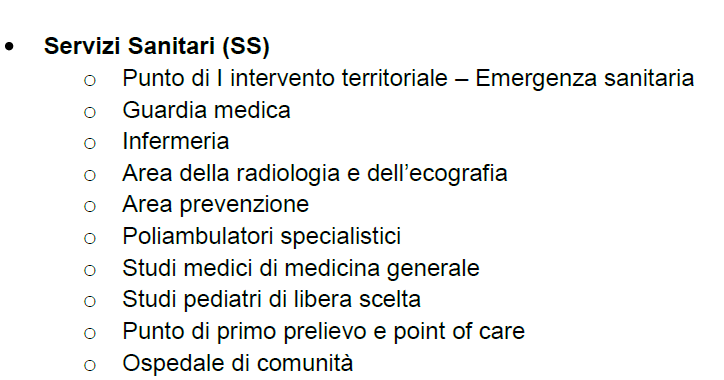 • Servizi Sanitari (SS)
o Punto di I intervento territoriale – Emergenza sanitaria
o Guardia medica
o Infermeria
o Area della radiologia e dell’ecografia
o Area prevenzione
o Poliambulatori specialistici
o Studi medici di medicina generale
o Studi pediatri di libera scelta
o Punto di primo prelievo e point of care
o Ospedale di comunità